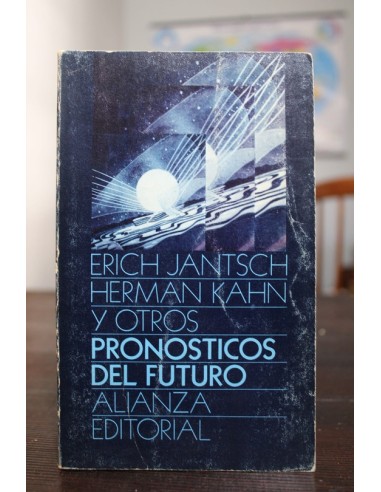 ERICH JANTSCH
HERMAN KAHN
Y OTROS
PRONOSTICOS
DEL FUTURO
ALIANZA
EDITORIAL